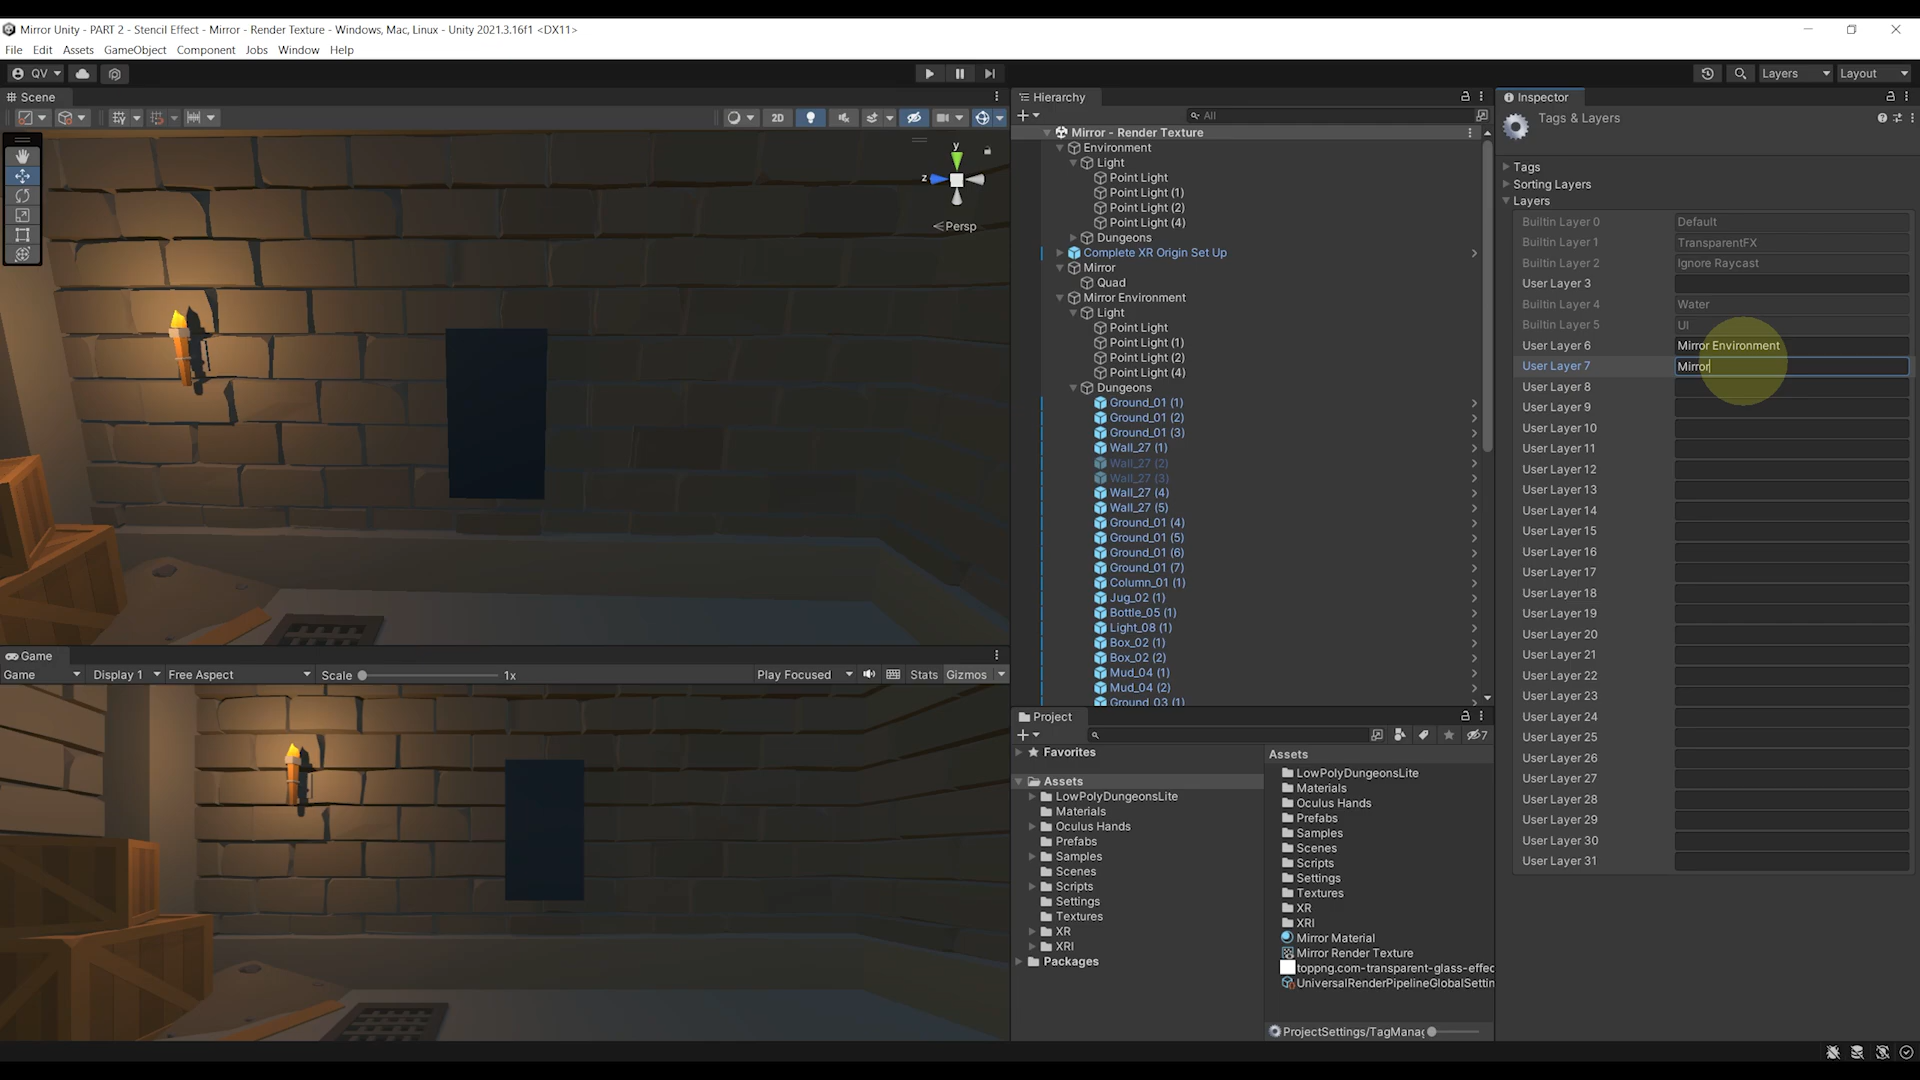 Mirror Unity - PART 2 - Stencil Effect - Mirror - Render Texture - Windows, Mac, Linux - Unity 2021.3.16f1 <DX11>
File Edit Assets GameObject Component Jobs Window Help
QV Layers Layout
Scene
2D
y
z
Persp
Game
Game Display 1 Free Aspect Scale 1x Play Focused Stats Gizmos
Hierarchy
All
Mirror - Render Texture
Environment
Light
Point Light
Point Light (1)
Point Light (2)
Point Light (4)
Dungeons
Complete XR Origin Set Up
Mirror
Quad
Mirror Environment
Light
Point Light
Point Light (1)
Point Light (2)
Point Light (4)
Dungeons
Ground_01 (1)
Ground_01 (2)
Ground_01 (3)
Wall_27 (1)
Wall_27 (2)
Wall_27 (3)
Wall_27 (4)
Wall_27 (5)
Ground_01 (4)
Ground_01 (5)
Ground_01 (6)
Ground_01 (7)
Column_01 (1)
Jug_02 (1)
Bottle_05 (1)
Light_08 (1)
Box_02 (1)
Box_02 (2)
Mud_04 (1)
Mud_04 (2)
Ground_03 (1)
Project
7
Favorites
Assets
LowPolyDungeonsLite
Materials
Oculus Hands
Prefabs
Samples
Scenes
Scripts
Settings
Textures
XR
XRI
Packages
Assets
LowPolyDungeonsLite
Materials
Oculus Hands
Prefabs
Samples
Scenes
Scripts
Settings
Textures
XR
XRI
Mirror Material
Mirror Render Texture
toppng.com-transparent-glass-effec
UniversalRenderPipelineGlobalSettin
ProjectSettings/TagManag
Inspector
Tags & Layers
Tags
Sorting Layers
Layers
Builtin Layer 0 Default
Builtin Layer 1 TransparentFX
Builtin Layer 2 Ignore Raycast
User Layer 3
Builtin Layer 4 Water
Builtin Layer 5 UI
User Layer 6 Mirror Environment
User Layer 7 Mirror
User Layer 8
User Layer 9
User Layer 10
User Layer 11
User Layer 12
User Layer 13
User Layer 14
User Layer 15
User Layer 16
User Layer 17
User Layer 18
User Layer 19
User Layer 20
User Layer 21
User Layer 22
User Layer 23
User Layer 24
User Layer 25
User Layer 26
User Layer 27
User Layer 28
User Layer 29
User Layer 30
User Layer 31